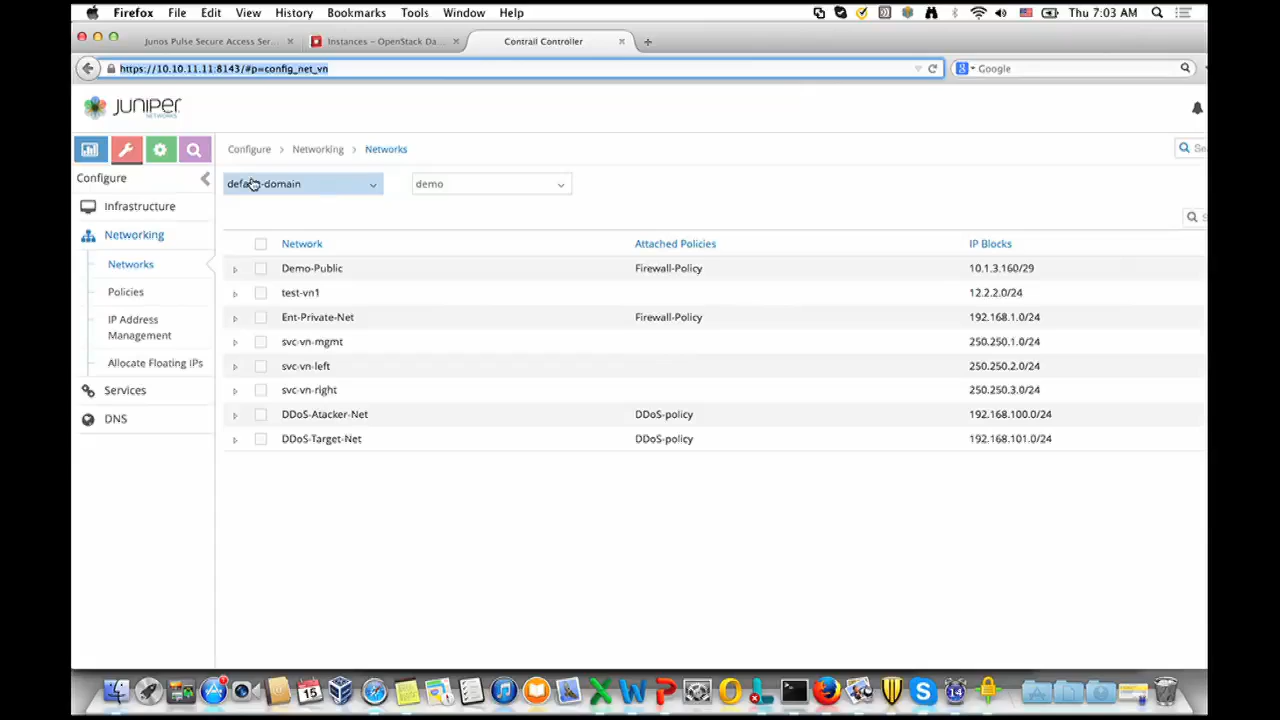 Firefox File Edit View History Bookmarks Tools Window Help Thu 7:03 AM
Junos Pulse Secure Access Ser... Instances – OpenStack Da... Contrail Controller
https://10.10.11.11:8143/#p=config_net_vn Google
JUNIPER
NETWORKS
Configure Configure > Networking > Networks
default-domain demo
Infrastructure
Networking
Networks
Policies
IP Address
Management
Allocate Floating IPs
Services
DNS
Network Attached Policies IP Blocks
Demo-Public Firewall-Policy 10.1.3.160/29
test-vn1 12.2.2.0/24
Ent-Private-Net Firewall-Policy 192.168.1.0/24
svc-vn-mgmt 250.250.1.0/24
svc-vn-left 250.250.2.0/24
svc-vn-right 250.250.3.0/24
DDoS-Atacker-Net DDoS-policy 192.168.100.0/24
DDoS-Target-Net DDoS-policy 192.168.101.0/24
15
14